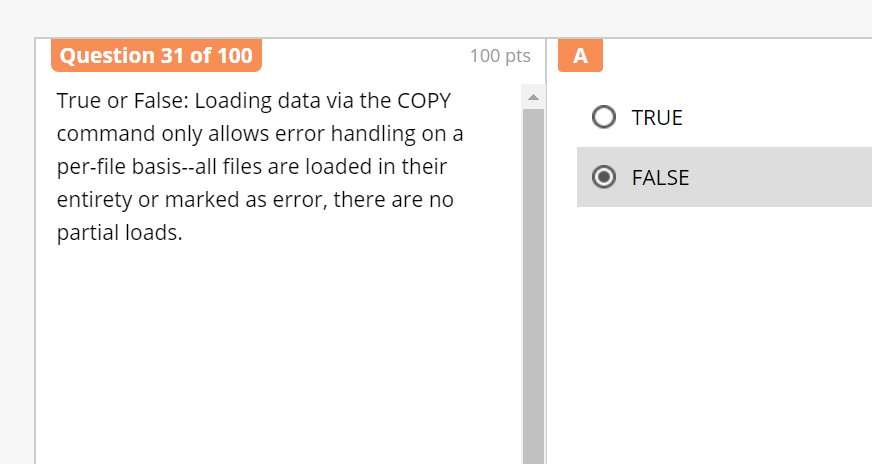 Question 31 of 100
100 pts
True or False: Loading data via the COPY
command only allows error handling on a
per-file basis--all files are loaded in their
entirety or marked as error, there are no
partial loads.
A
TRUE
FALSE